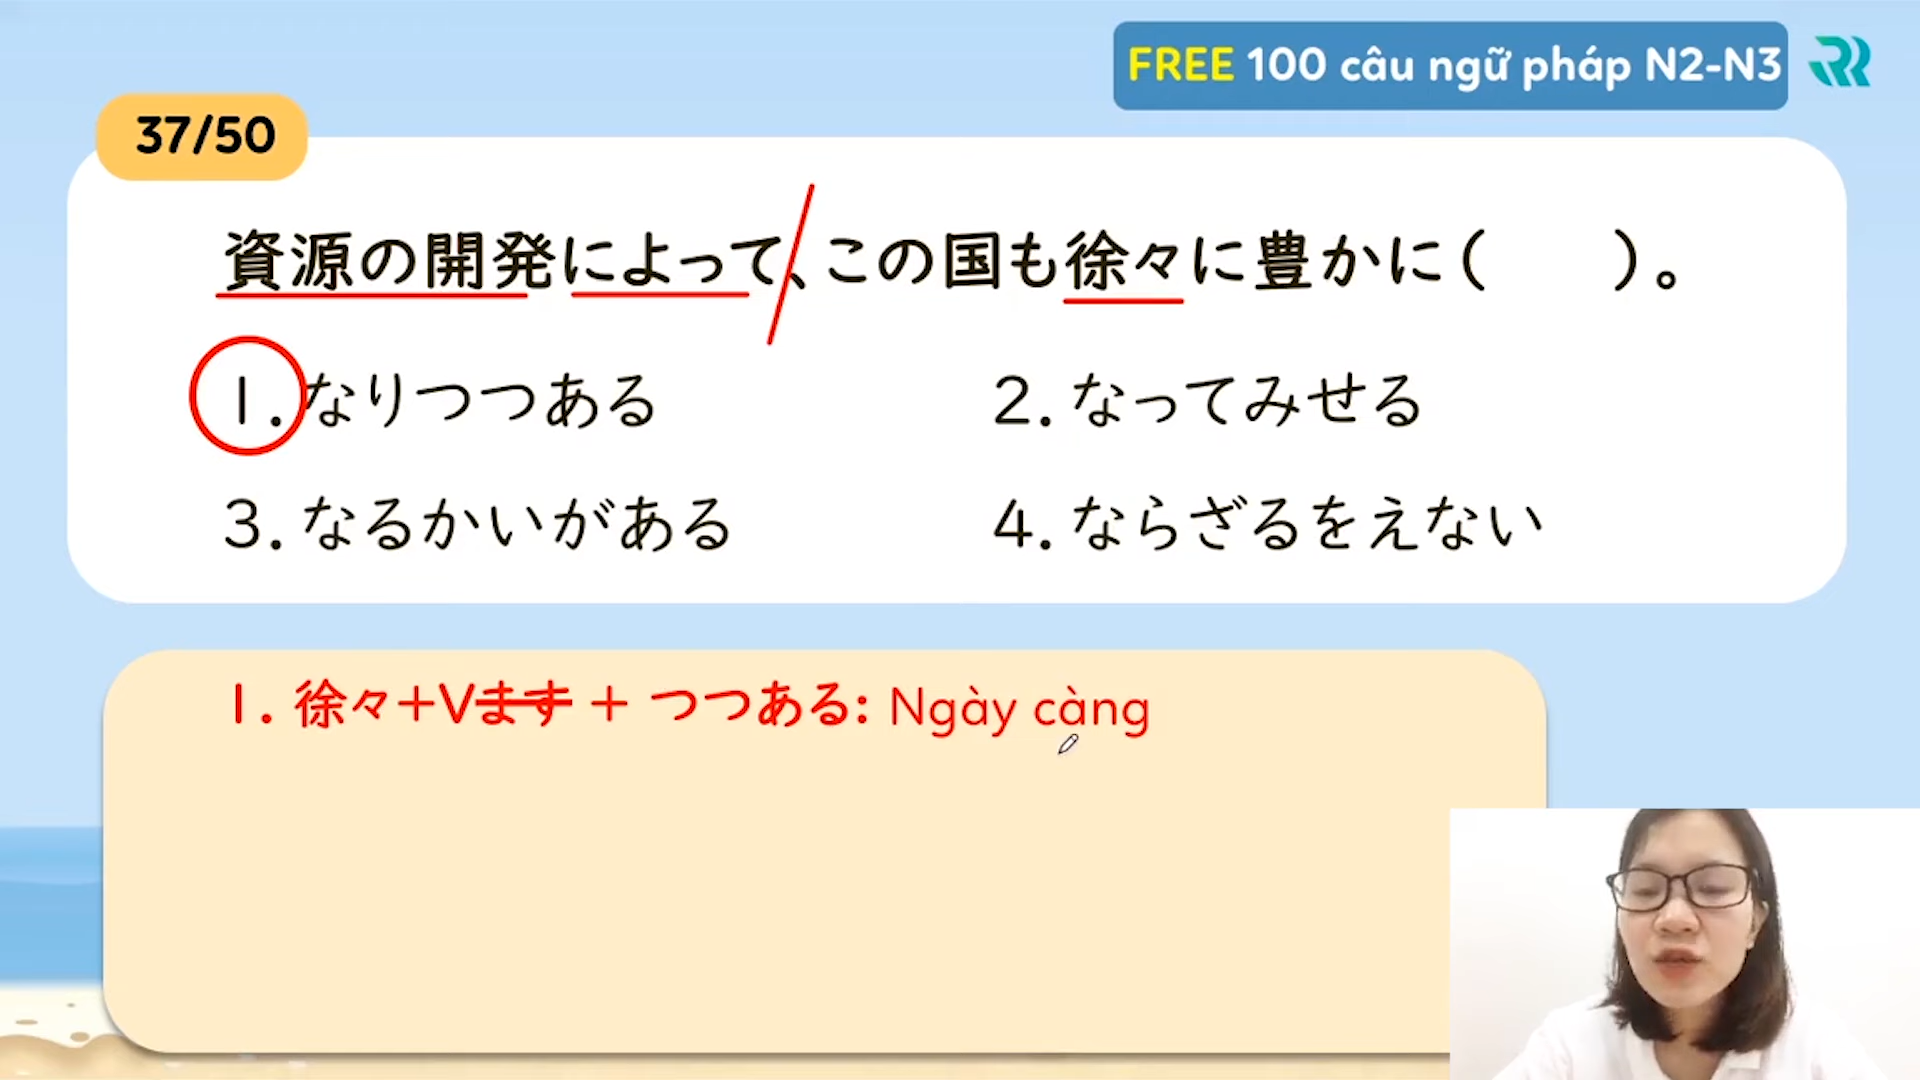 FREE 100 câu ngữ pháp N2-N3
37/50
資源の開発によって、この国も徐々に豊かに(　　)。
1. なりつつある
2. なってみせる
3. なるかいがある
4. ならざるをえない
1. 徐々+Vます + つつある: Ngày càng